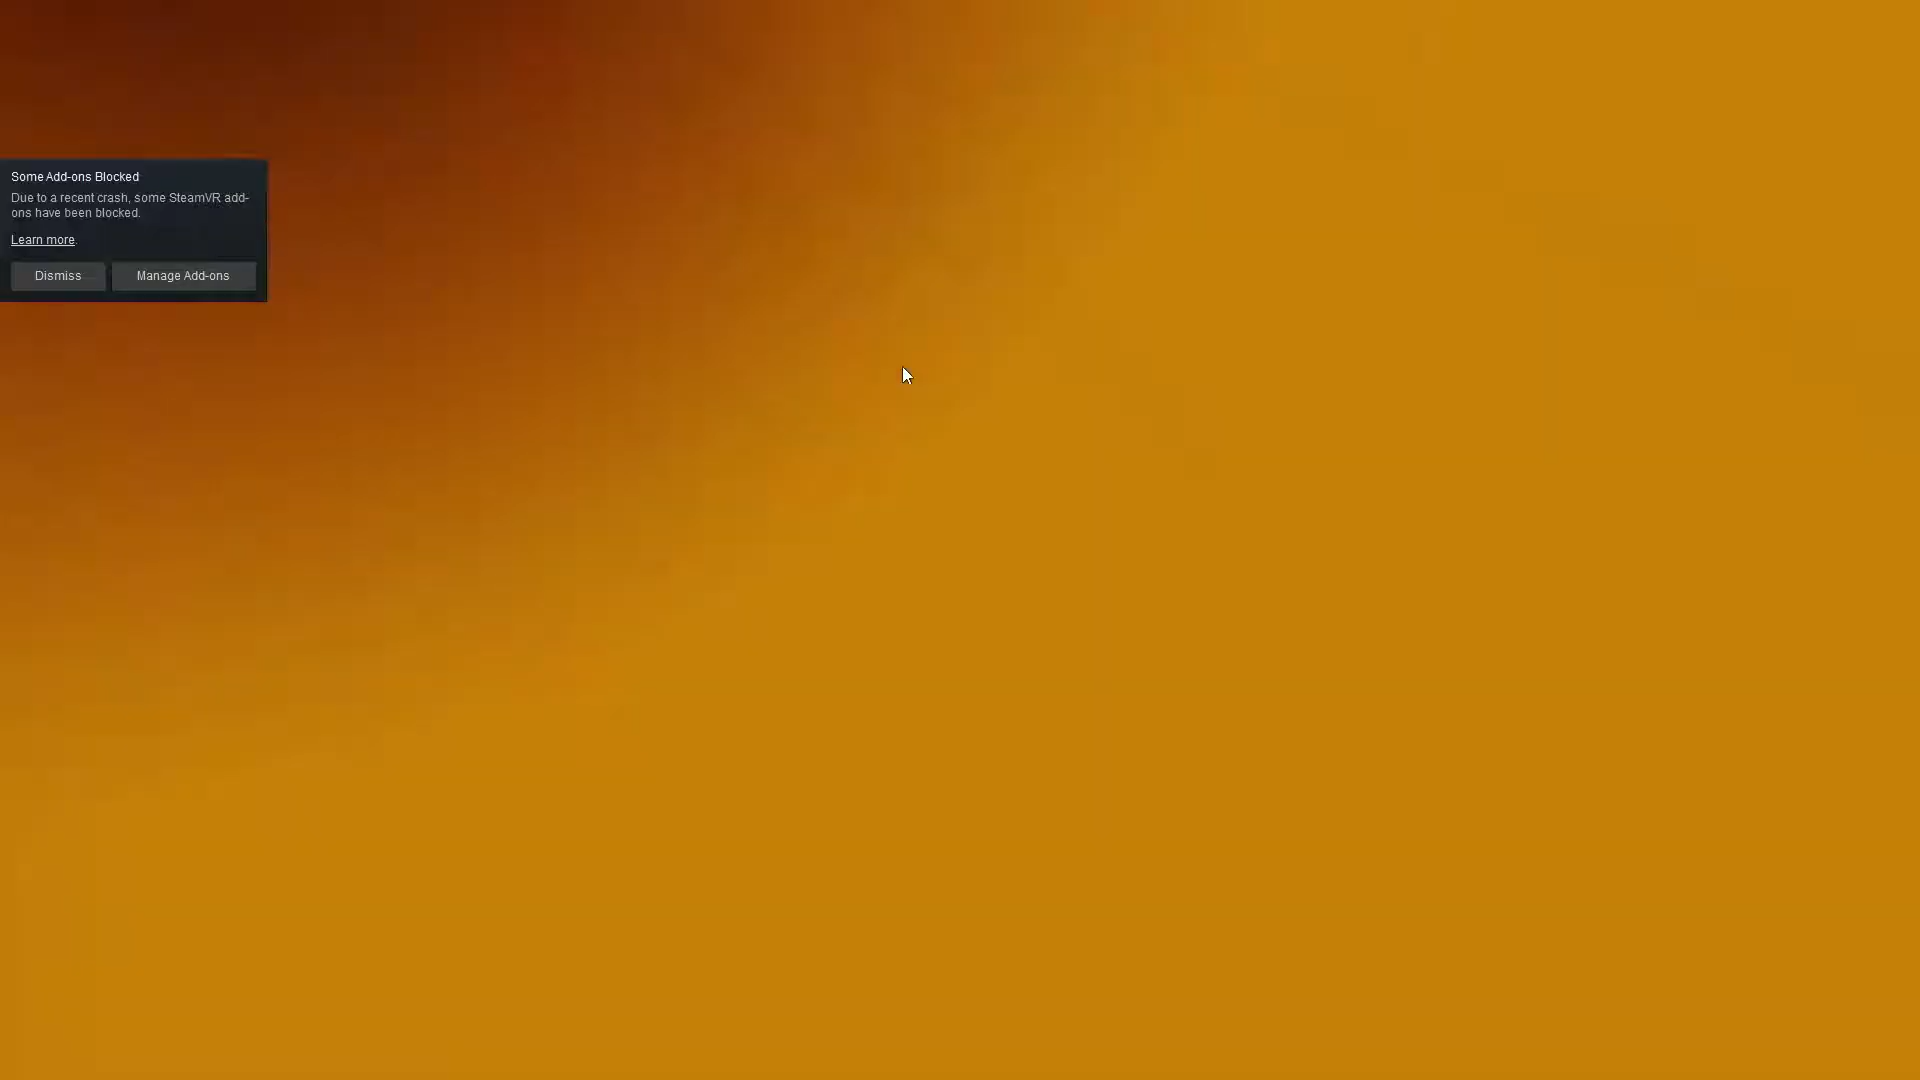 Some Add-ons Blocked
Due to a recent crash, some SteamVR add-
ons have been blocked.
Learn more.
Dismiss
Manage Add-ons